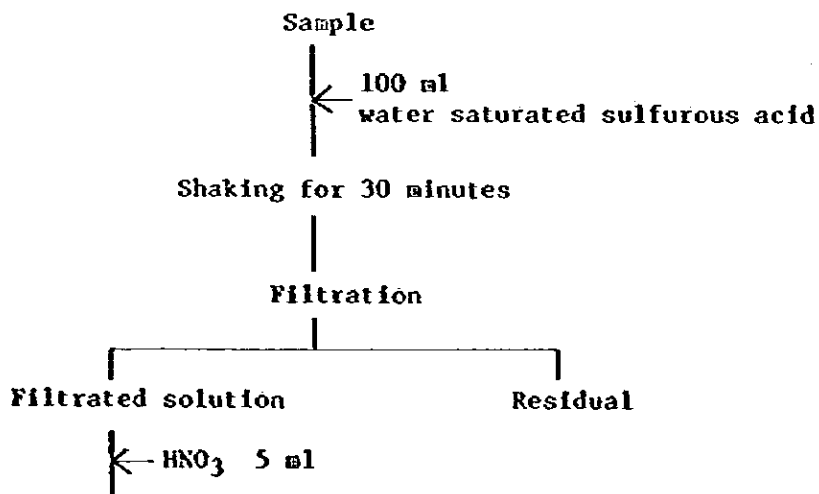 Sample
100 ml
water saturated sulfurous acid
Shaking for 30 minutes
Filtration
Filtrated solution
Residual
HNO₃ 5 ml